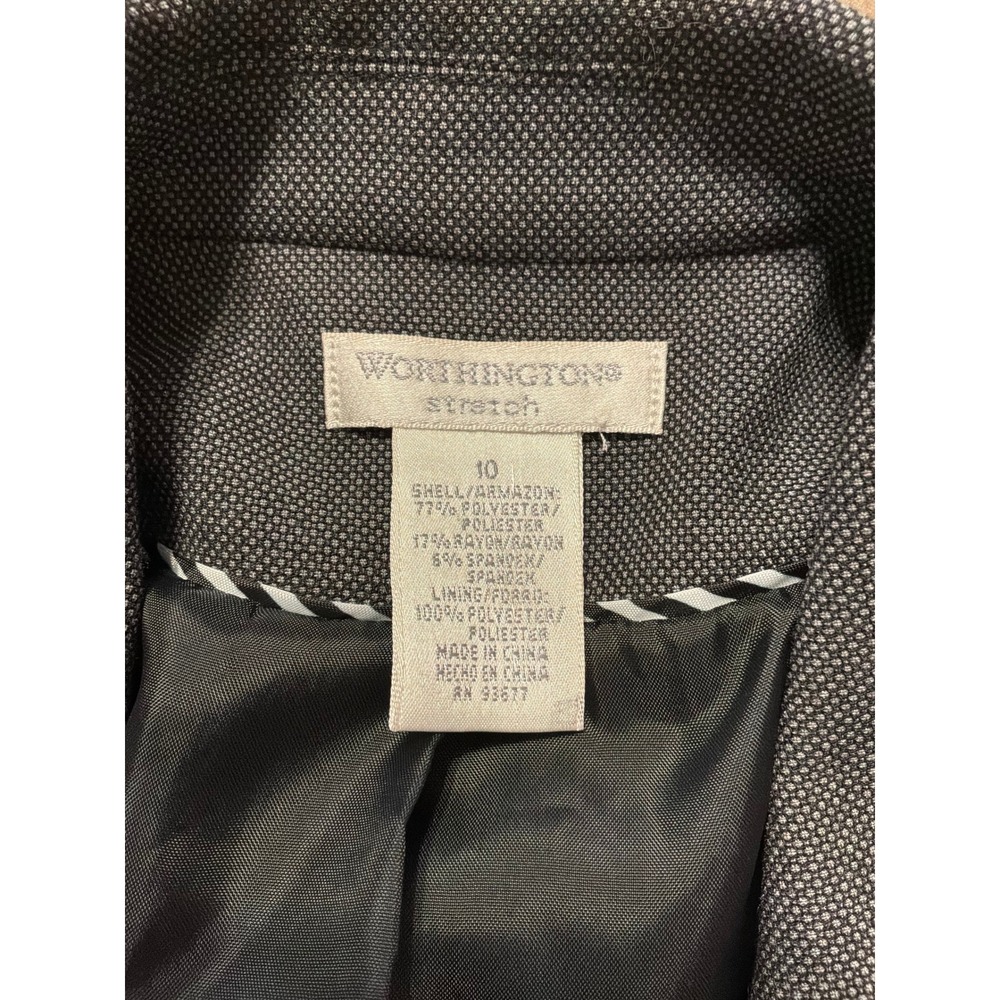 WORTHINGTON®
stretch
10
SHELL/ARMAZON:
77% POLYESTER/
POLIESTER
17% RAYON/RAYON
6% SPANDEX/
SPANDEX
LINING/FORRO:
100% POLYESTER/
POLIESTER
MADE IN CHINA
HECHO EN CHINA
RN 93677